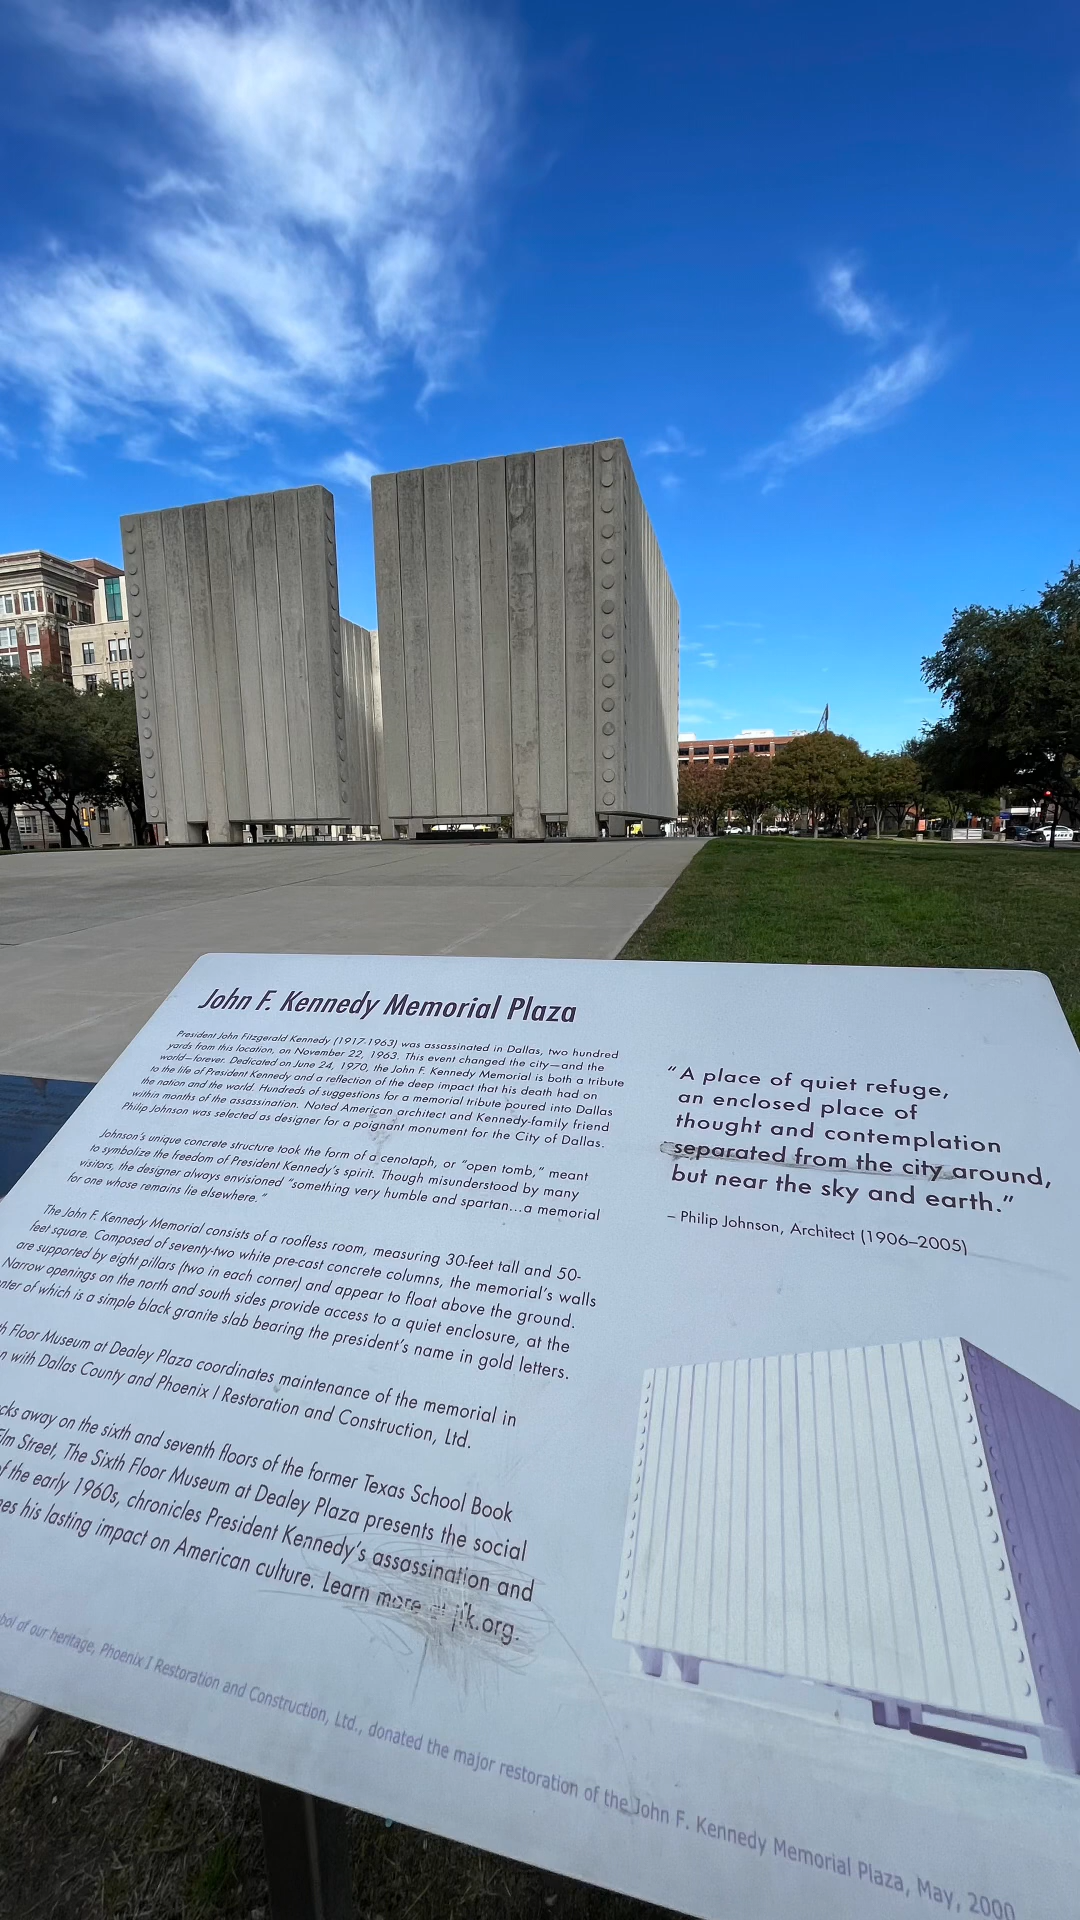 John F. Kennedy Memorial Plaza
President John Fitzgerald Kennedy (1917-1963) was assassinated in Dallas, two hundred
yards from this location, on November 22, 1963. This event changed the city—and the
world—forever. Dedicated on June 24, 1970, the John F. Kennedy Memorial is both a tribute
to the life of President Kennedy and a reflection of the deep impact that his death had on
the nation and the world. Hundreds of suggestions for a memorial tribute poured into Dallas
within months of the assassination. Noted American architect and Kennedy-family friend
Philip Johnson was selected as designer for a poignant monument for the City of Dallas.
Johnson's unique concrete structure took the form of a cenotaph, or "open tomb," meant
to symbolize the freedom of President Kennedy's spirit. Though misunderstood by many
visitors, the designer always envisioned "something very humble and spartan...a memorial
for one whose remains lie elsewhere."
The John F. Kennedy Memorial consists of a roofless room, measuring 30-feet tall and 50-
feet square. Composed of seventy-two white pre-cast concrete columns, the memorial's walls
are supported by eight pillars (two in each corner) and appear to float above the ground.
Narrow openings on the north and south sides provide access to a quiet enclosure, at the
of which is a simple black granite slab bearing the president's name in gold letters.
Floor Museum at Dealey Plaza coordinates maintenance of the memorial in
with Dallas County and Phoenix I Restoration and Construction, Ltd.
away on the sixth and seventh floors of the former Texas School Book
Elm Street, The Sixth Floor Museum at Dealey Plaza presents the social
of the early 1960s, chronicles President Kennedy's assassination and
his lasting impact on American culture. Learn more at jfk.org.
"A place of quiet refuge,
an enclosed place of
thought and contemplation
separated from the city around,
but near the sky and earth."
– Philip Johnson, Architect (1906–2005)
of our heritage, Phoenix I Restoration and Construction, Ltd., donated the major restoration of the John F. Kennedy Memorial Plaza, May, 2000